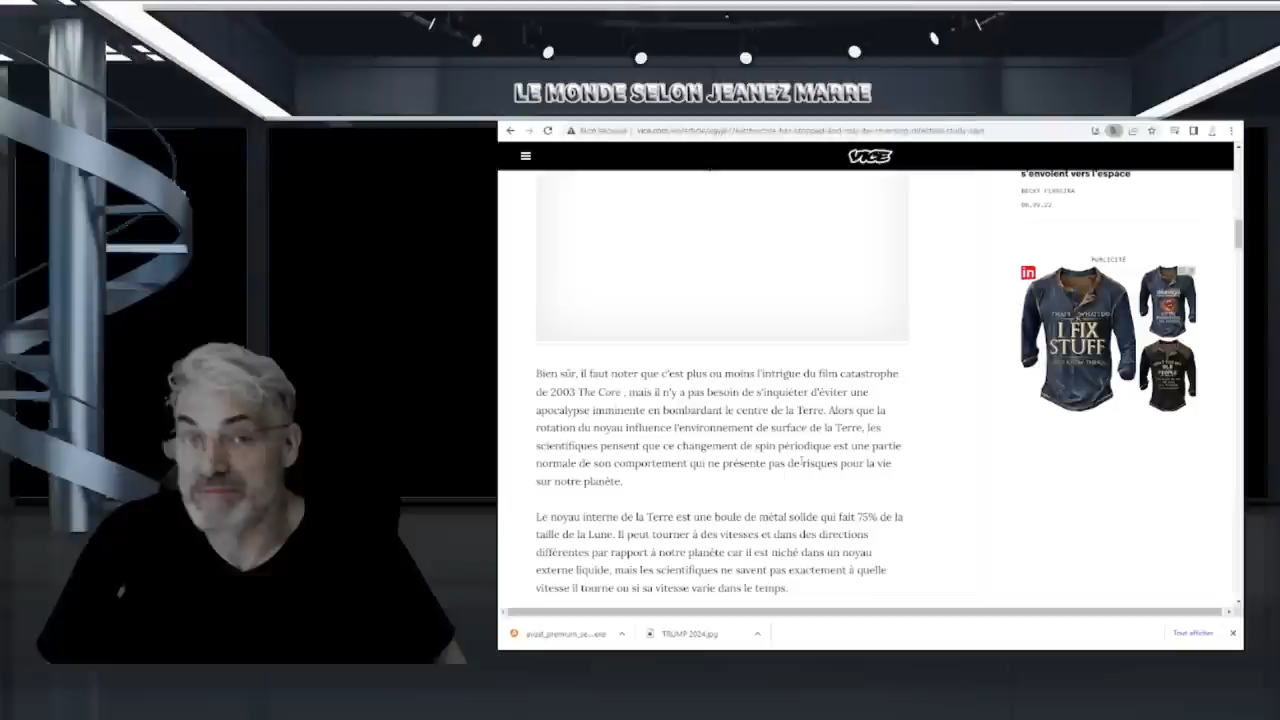 LE MONDE SELON JEANEZ MARRE
VICE
s'envolent vers l'espace
BECKY FERREIRA
PUBLICITÉ
in
I FIX
STUFF
Bien sûr, il faut noter que c'est plus ou moins l'intrigue du film catastrophe
de 2003 The Core , mais il n'y a pas besoin de s'inquiéter d'éviter une
apocalypse imminente en bombardant le centre de la Terre. Alors que la
rotation du noyau influence l'environnement de surface de la Terre, les
scientifiques pensent que ce changement de spin périodique est une partie
normale de son comportement qui ne présente pas de risques pour la vie
sur notre planète.
Le noyau interne de la Terre est une boule de métal solide qui fait 75% de la
taille de la Lune. Il peut tourner à des vitesses et dans des directions
différentes par rapport à notre planète car il est niché dans un noyau
externe liquide, mais les scientifiques ne savent pas exactement à quelle
vitesse il tourne ou si sa vitesse varie dans le temps.
avast_premium_se....exe
TRUMP 2024.jpg
Tout afficher